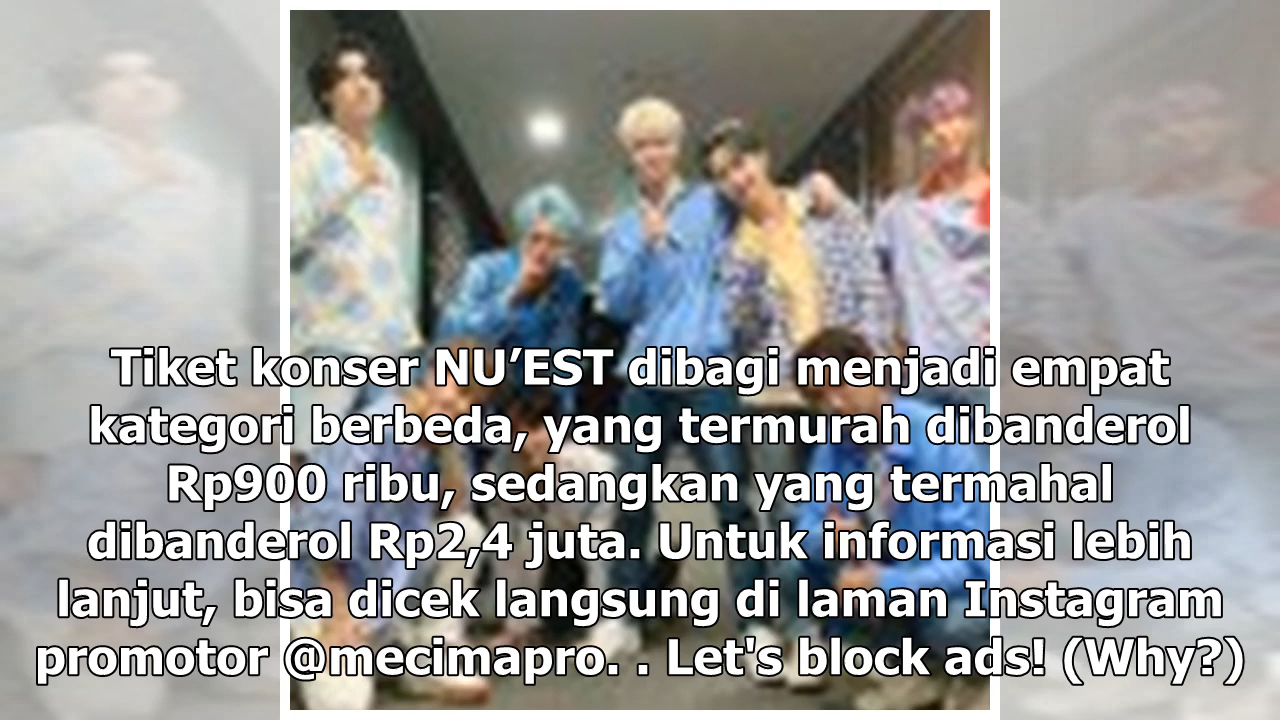 Tiket konser NU’EST dibagi menjadi empat
kategori berbeda, yang termurah dibanderol
Rp900 ribu, sedangkan yang termahal
dibanderol Rp2,4 juta. Untuk informasi lebih
lanjut, bisa dicek langsung di laman Instagram
promotor @mecimapro. . Let's block ads! (Why?)